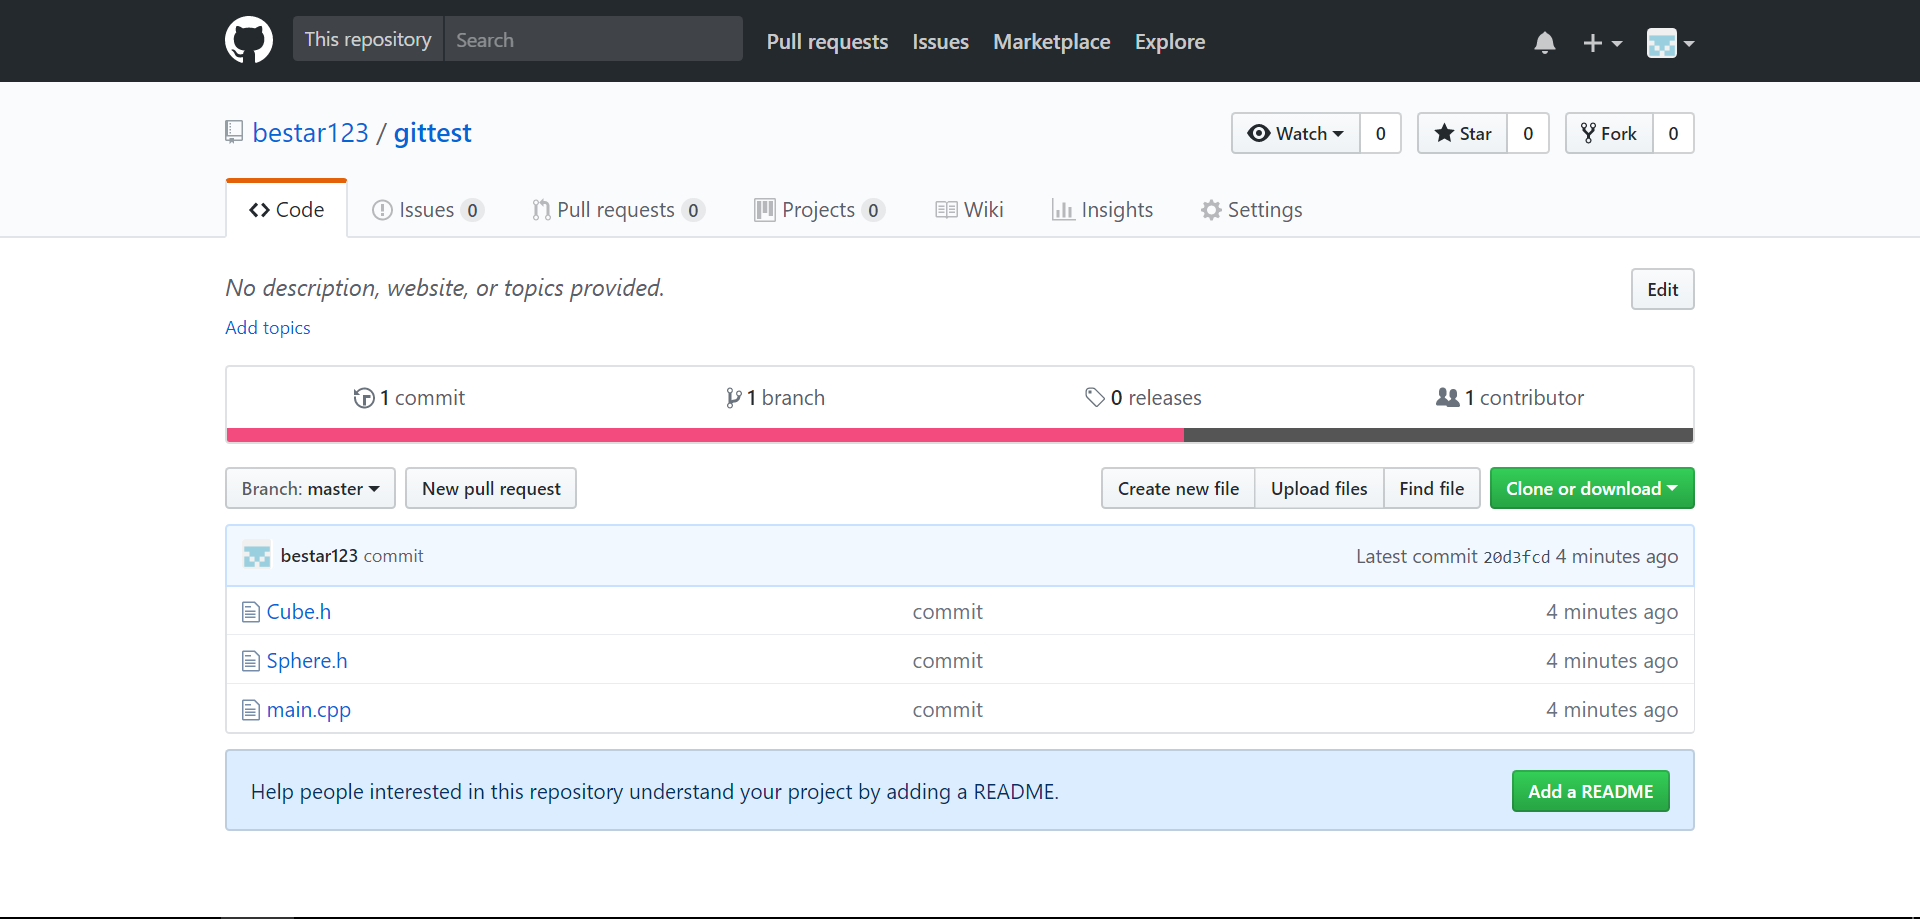 This repository Search Pull requests Issues Marketplace Explore
bestar123 / gittest Watch 0 Star 0 Fork 0
Code Issues 0 Pull requests 0 Projects 0 Wiki Insights Settings
No description, website, or topics provided. Edit
Add topics
1 commit 1 branch 0 releases 1 contributor
Branch: master New pull request Create new file Upload files Find file Clone or download
bestar123 commit Latest commit 20d3fcd 4 minutes ago
Cube.h commit 4 minutes ago
Sphere.h commit 4 minutes ago
main.cpp commit 4 minutes ago
Help people interested in this repository understand your project by adding a README. Add a README